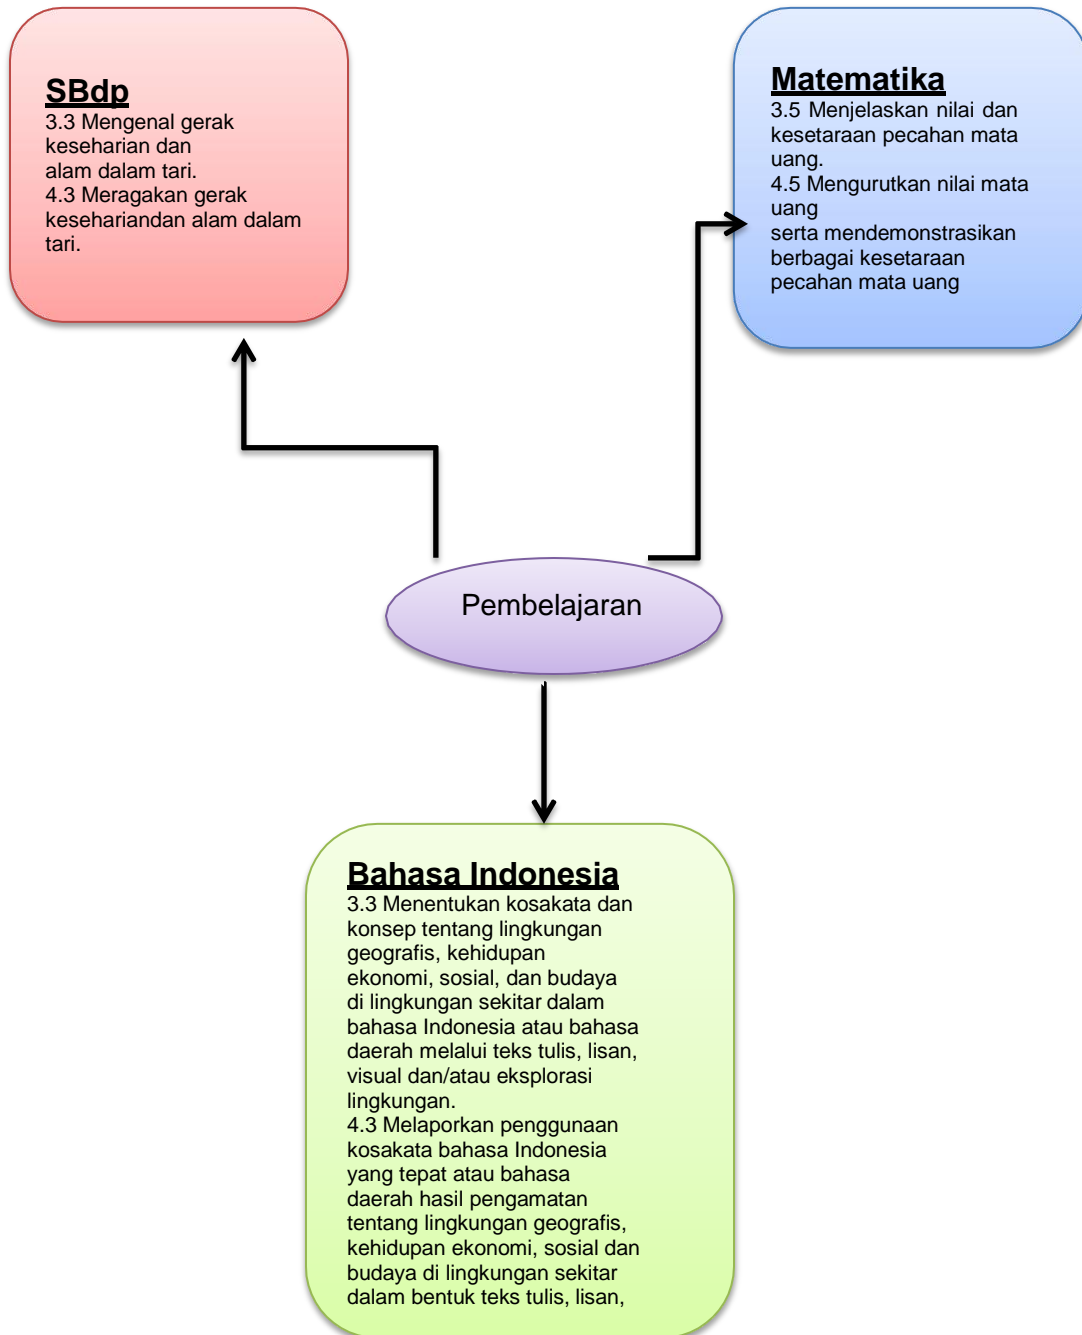 SBdp
3.3 Mengenal gerak
keseharian dan
alam dalam tari.
4.3 Meragakan gerak
kesehariandan alam dalam
tari.
Matematika
3.5 Menjelaskan nilai dan
kesetaraan pecahan mata
uang.
4.5 Mengurutkan nilai mata
uang
serta mendemonstrasikan
berbagai kesetaraan
pecahan mata uang
Pembelajaran
Bahasa Indonesia
3.3 Menentukan kosakata dan
konsep tentang lingkungan
geografis, kehidupan
ekonomi, sosial, dan budaya
di lingkungan sekitar dalam
bahasa Indonesia atau bahasa
daerah melalui teks tulis, lisan,
visual dan/atau eksplorasi
lingkungan.
4.3 Melaporkan penggunaan
kosakata bahasa Indonesia
yang tepat atau bahasa
daerah hasil pengamatan
tentang lingkungan geografis,
kehidupan ekonomi, sosial dan
budaya di lingkungan sekitar
dalam bentuk teks tulis, lisan,